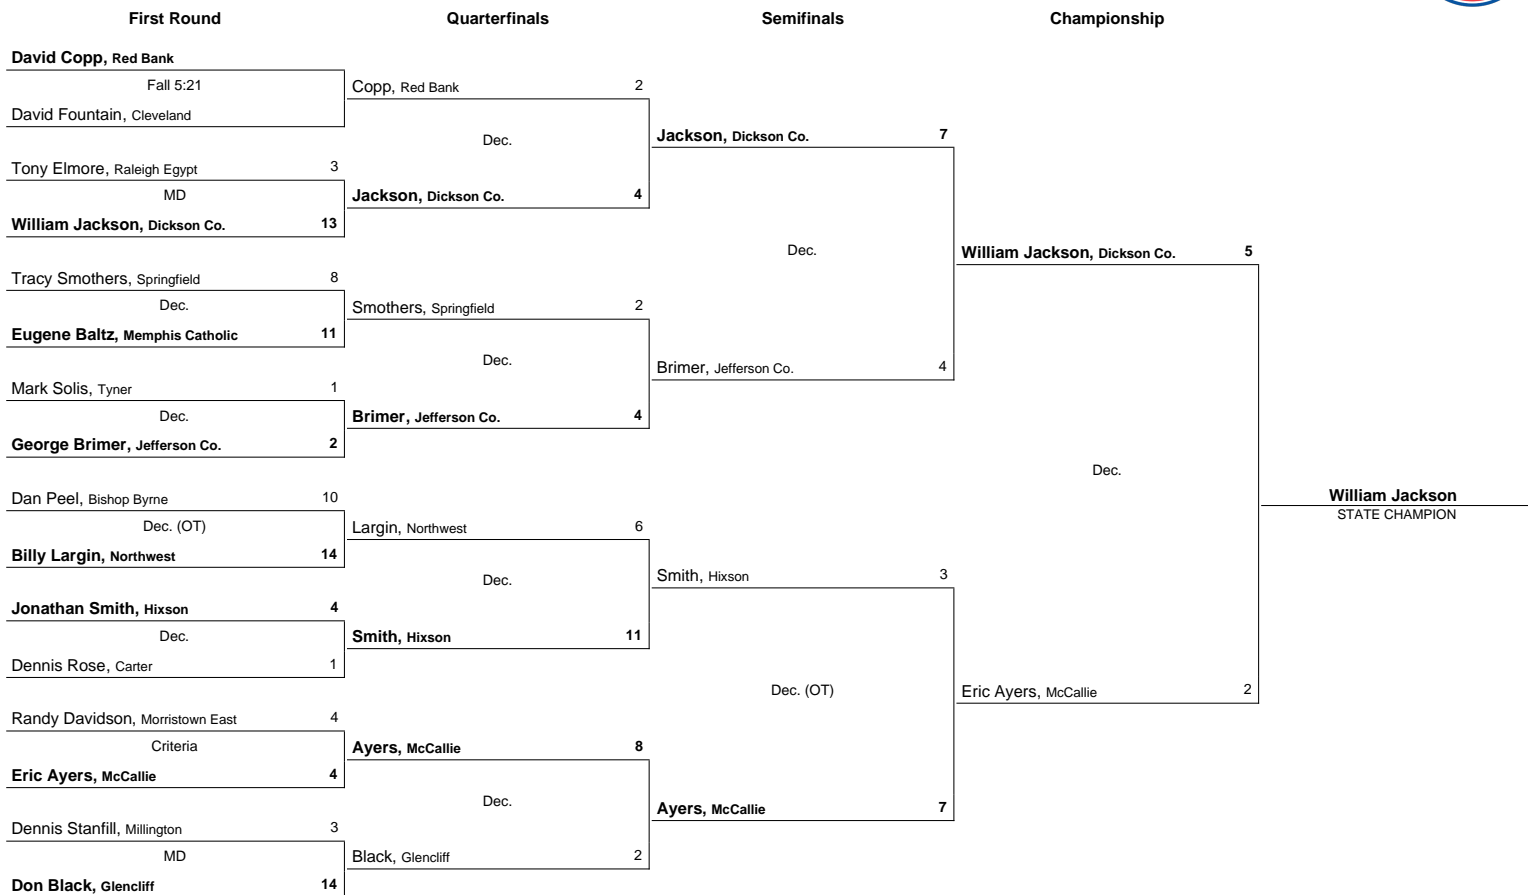 First Round Quarterfinals Semifinals Championship
David Copp, Red Bank
Fall 5:21
David Fountain, Cleveland
Tony Elmore, Raleigh Egypt 3
MD
William Jackson, Dickson Co. 13
Tracy Smothers, Springfield 8
Dec.
Eugene Baltz, Memphis Catholic 11
Mark Solis, Tyner 1
Dec.
George Brimer, Jefferson Co. 2
Dan Peel, Bishop Byrne 10
Dec. (OT)
Billy Largin, Northwest 14
Jonathan Smith, Hixson 4
Dec.
Dennis Rose, Carter 1
Randy Davidson, Morristown East 4
Criteria
Eric Ayers, McCallie 4
Dennis Stanfill, Millington 3
MD
Don Black, Glencliff 14
Copp, Red Bank 2
Dec.
Jackson, Dickson Co. 4
Smothers, Springfield 2
Dec.
Brimer, Jefferson Co. 4
Largin, Northwest 6
Dec.
Smith, Hixson 11
Ayers, McCallie 8
Dec.
Black, Glencliff 2
Jackson, Dickson Co. 7
Dec.
Brimer, Jefferson Co. 4
Smith, Hixson 3
Dec. (OT)
Ayers, McCallie 7
William Jackson, Dickson Co. 5
Dec.
Eric Ayers, McCallie 2
William Jackson
STATE CHAMPION